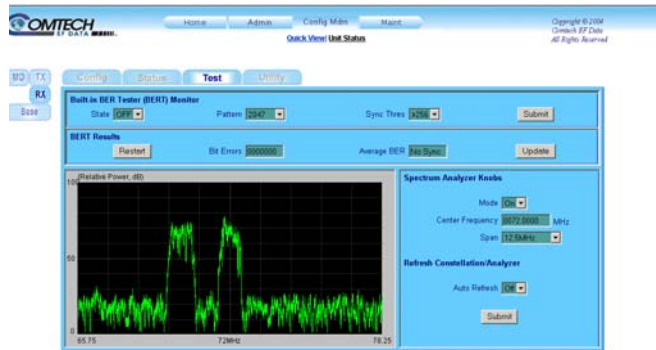 COMTECH
EF DATA
Home Admin Config Mdm Maint
Quick View| Unit Status
Copyright © 2004
Comtech EF Data
All Rights Reserved
MD TX
RX
Base
Config Status Test Utility
Built-in BER Tester (BERT) Monitor
State OFF Pattern 2047 Sync Thres x256 Submit
BERT Results
Restart Bit Errors 0000000 Average BER No Sync Update
100 (Relative Power, dB)
50
0
65.75 72MHz 78.25
Spectrum Analyzer Knobs
Mode On
Center Frequency 0072.0000 MHz
Span 12.5MHz
Refresh Constellation/Analyzer
Auto Refresh Off
Submit